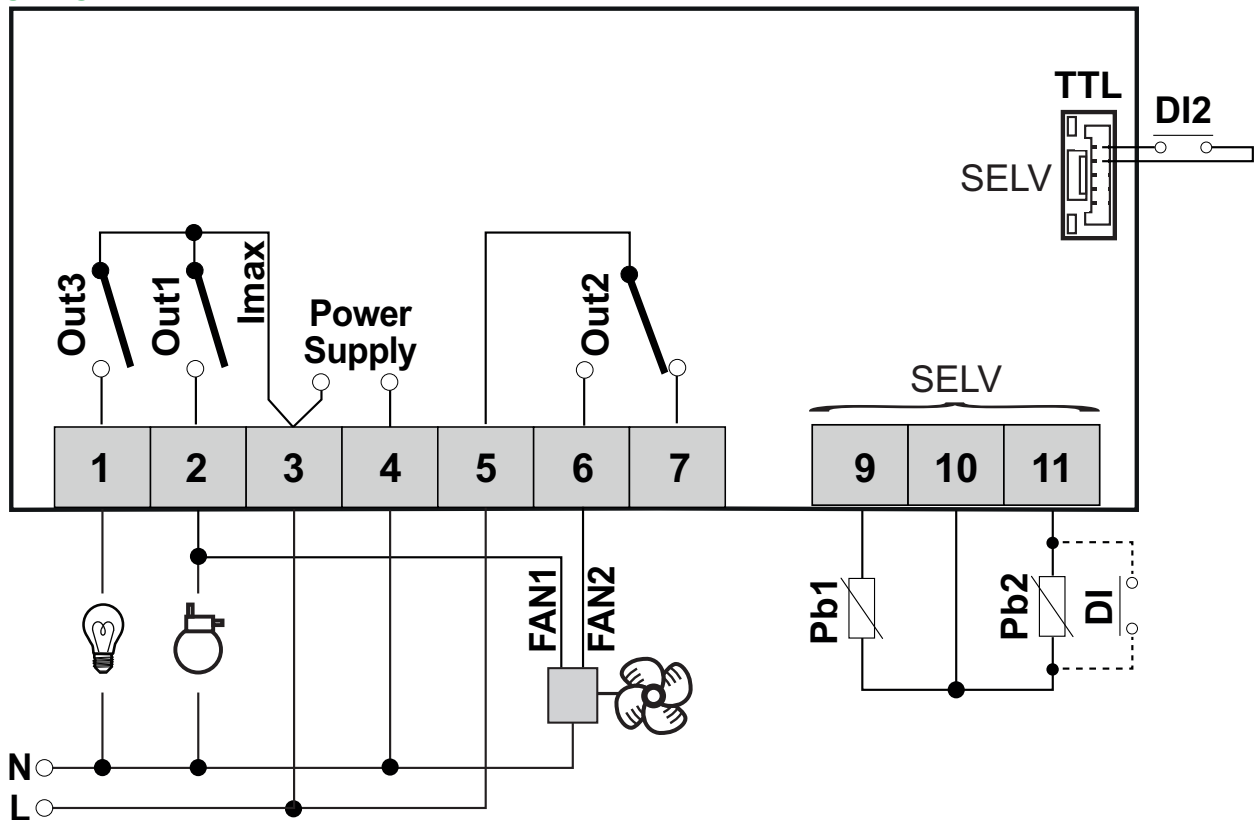 TTL
DI2
SELV
Out3
Out1
Imax
Power
Supply
Out2
SELV
1
2
3
4
5
6
7
9
10
11
FAN1
FAN2
Pb1
Pb2
DI
N
L